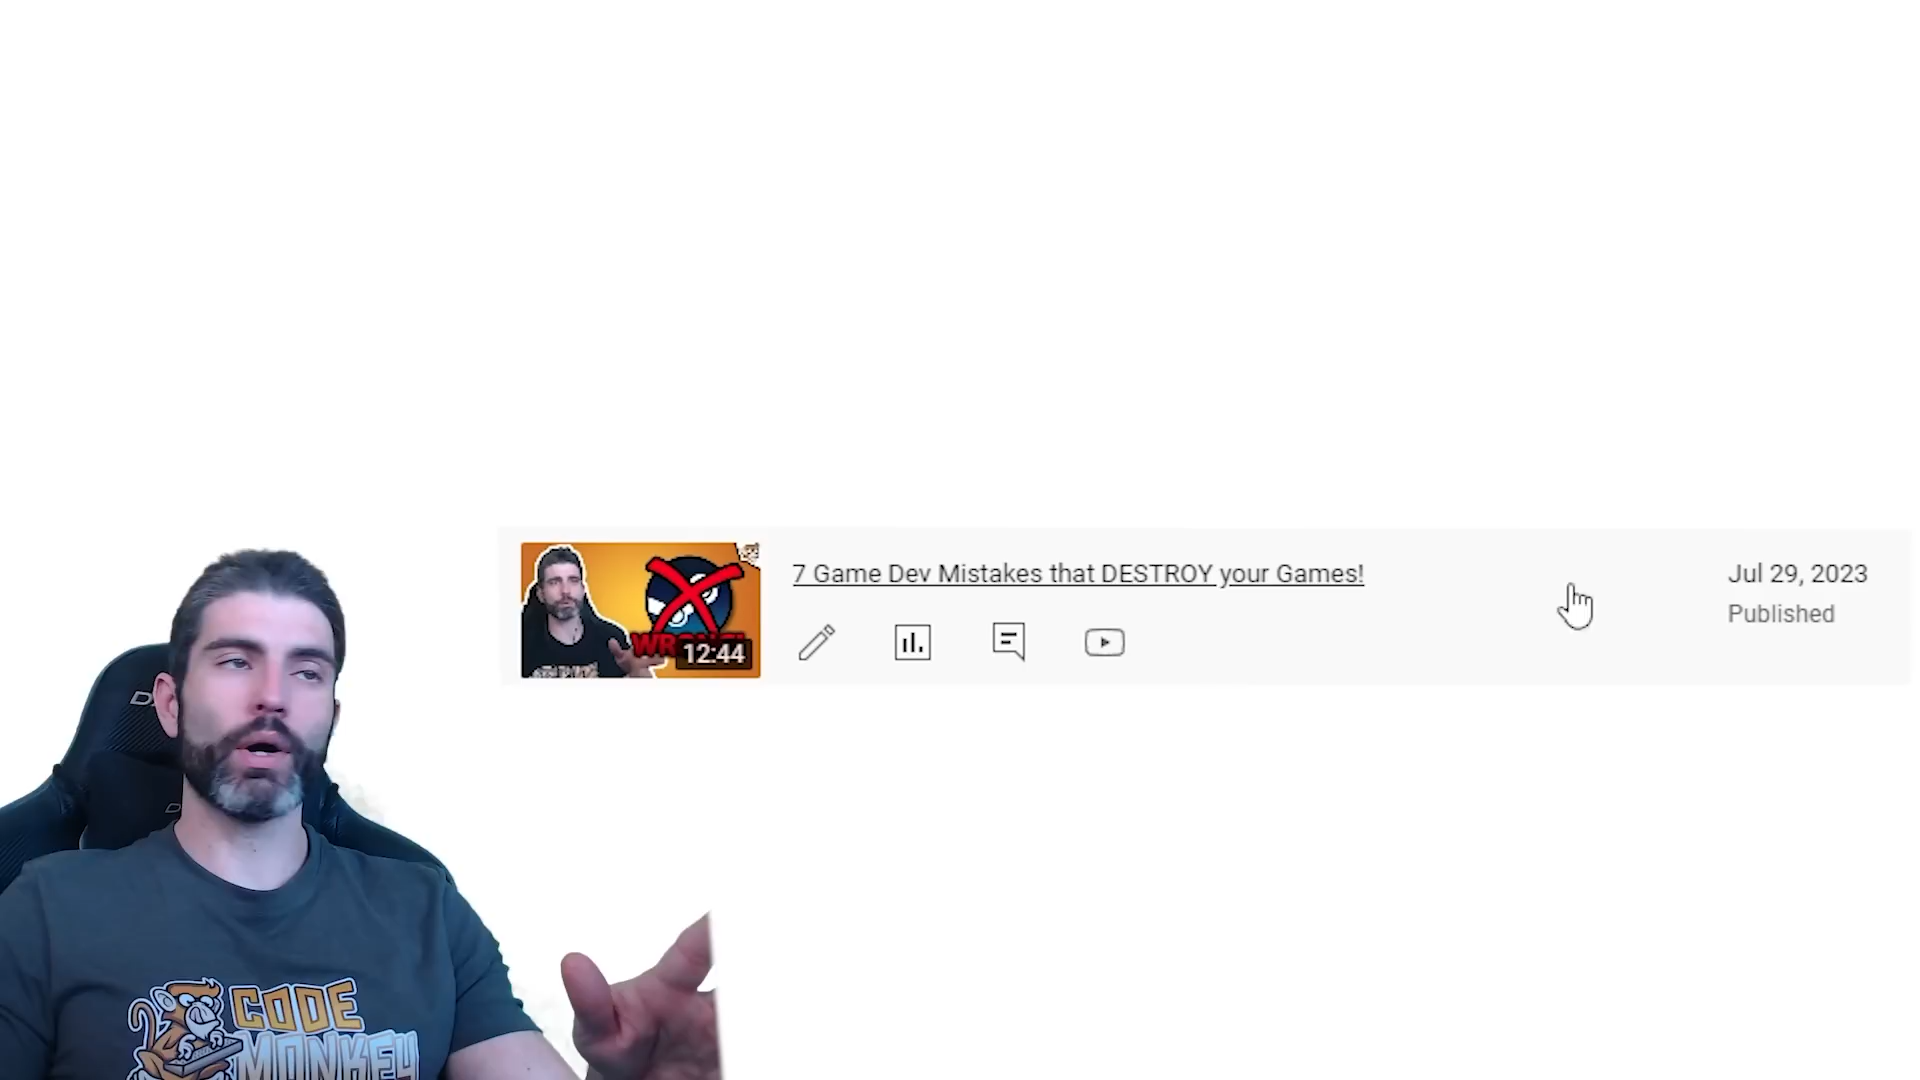 7 Game Dev Mistakes that DESTROY your Games!
Jul 29, 2023
Published
12:44
CODE
MONKEY